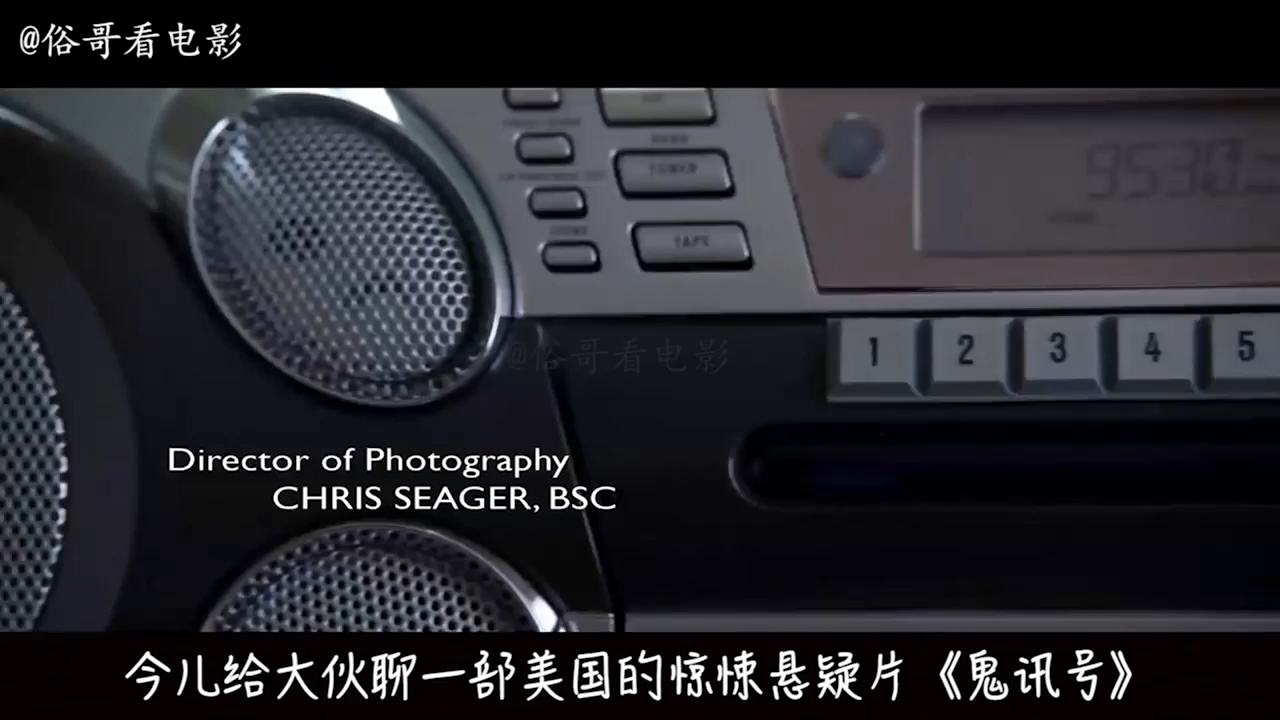 @俗哥看电影
TUNER
9530
TAPE
1 2 3 4 5
@俗哥看电影
Director of Photography
CHRIS SEAGER, BSC
今儿给大伙聊一部美国的惊悚悬疑片《鬼讯号》